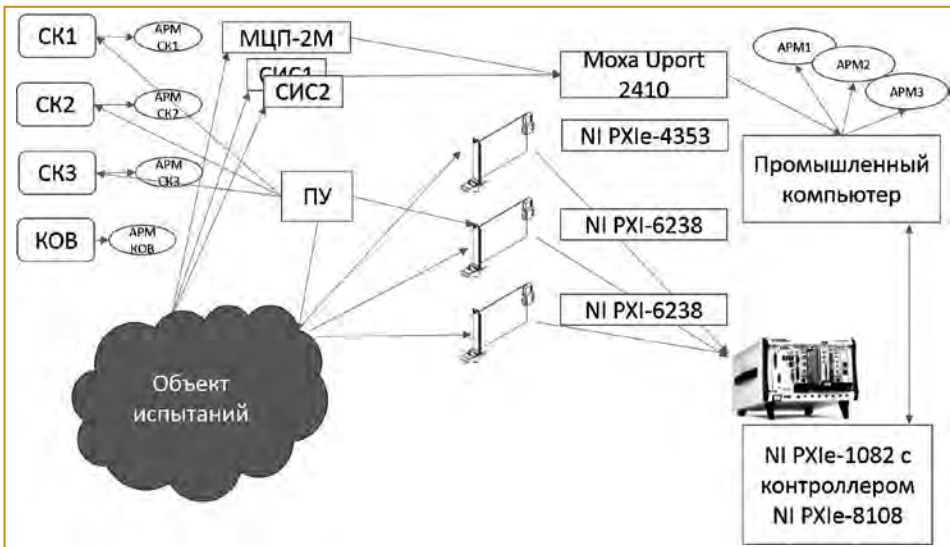 СК1
АРМ
СК1
СК2
АРМ
СК2
СК3
АРМ
СК3
КОВ
АРМ
КОВ
МЦП-2М
СИС1
СИС2
ПУ
Объект
испытаний
Moxa Uport
2410
NI PXIe-4353
NI PXI-6238
NI PXI-6238
АРМ1
АРМ2
АРМ3
Промышленный
компьютер
NI PXIe-1082 с
контроллером
NI PXIe-8108